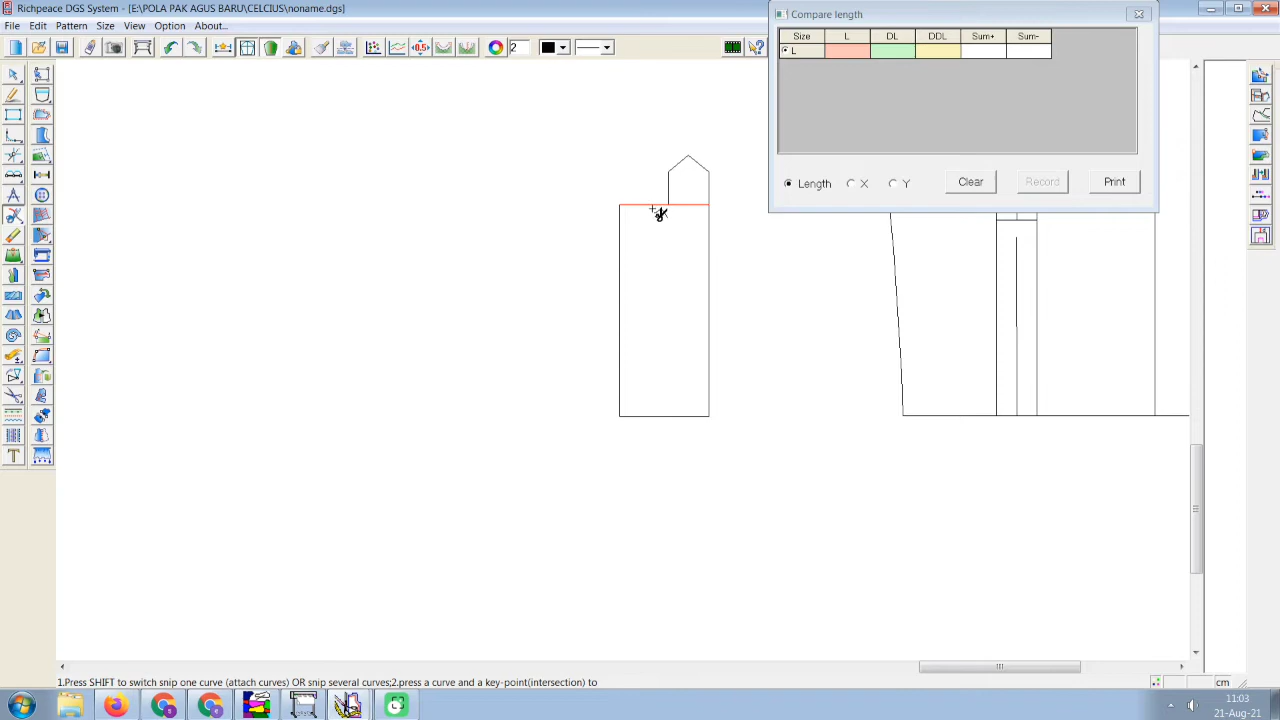 Richpeace DGS System - [E:\POLA PAK AGUS BARU\CELCIUS\noname.dgs]
File Edit Pattern Size View Option About...
2
Compare length
Size L DL DDL Sum+ Sum-
L
Length X Y Clear Record Print
T
1.Press SHIFT to switch snip one curve (attach curves) OR snip several curves;2.press a curve and a key-point(intersection) to
cm
11:03
21-Aug-21